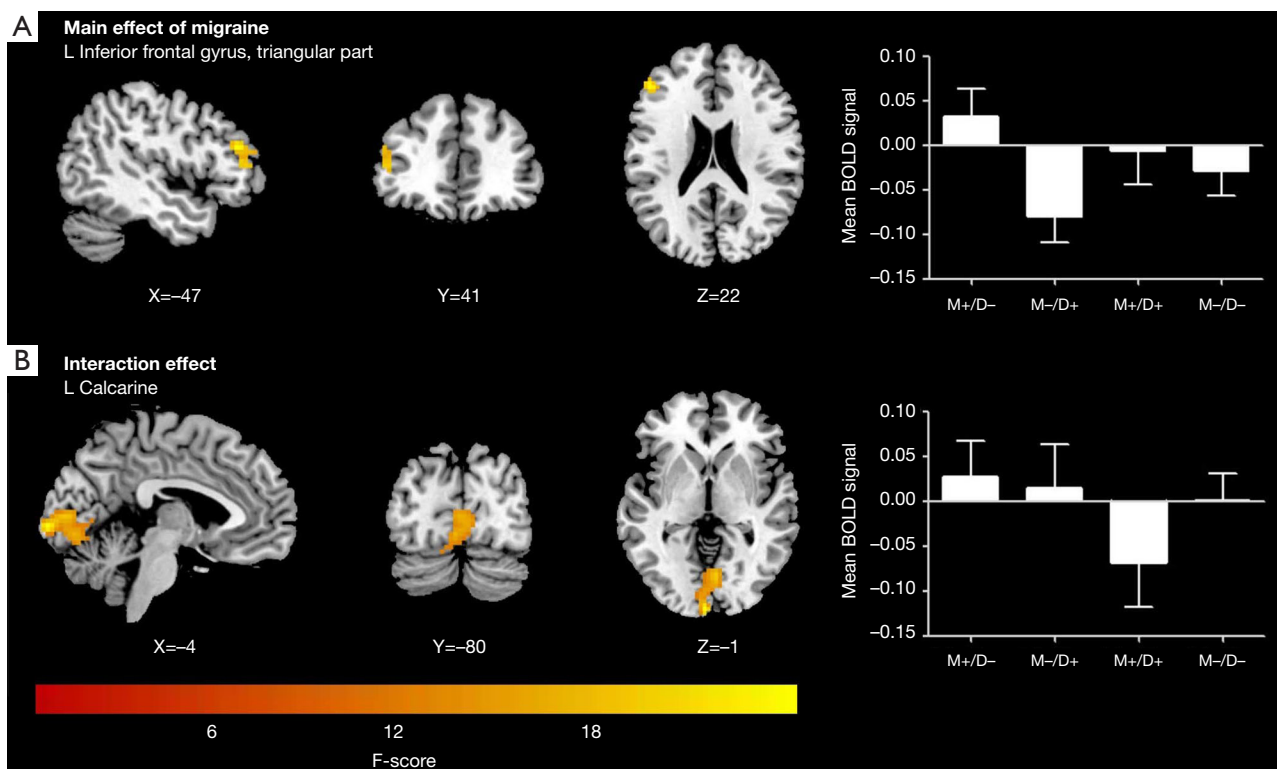 A
Main effect of migraine
L Inferior frontal gyrus, triangular part
X=–47
Y=41
Z=22
Mean BOLD signal
0.10
0.05
0.00
–0.05
–0.10
–0.15
M+/D–
M–/D+
M+/D+
M–/D–
B
Interaction effect
L Calcarine
X=–4
Y=–80
Z=–1
Mean BOLD signal
0.10
0.05
0.00
–0.05
–0.10
–0.15
M+/D–
M–/D+
M+/D+
M–/D–
6
12
18
F-score